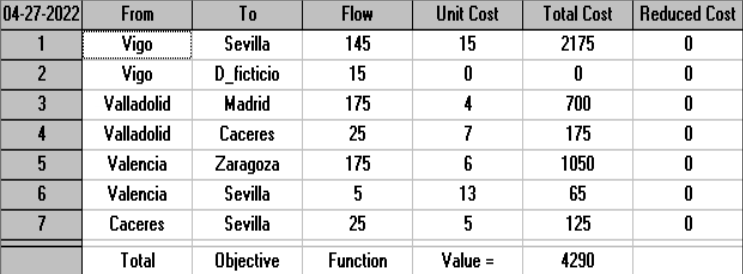 04-27-2022 From To Flow Unit Cost Total Cost Reduced Cost
1 Vigo Sevilla 145 15 2175 0
2 Vigo D_ficticio 15 0 0 0
3 Valladolid Madrid 175 4 700 0
4 Valladolid Caceres 25 7 175 0
5 Valencia Zaragoza 175 6 1050 0
6 Valencia Sevilla 5 13 65 0
7 Caceres Sevilla 25 5 125 0
Total Objective Function Value = 4290